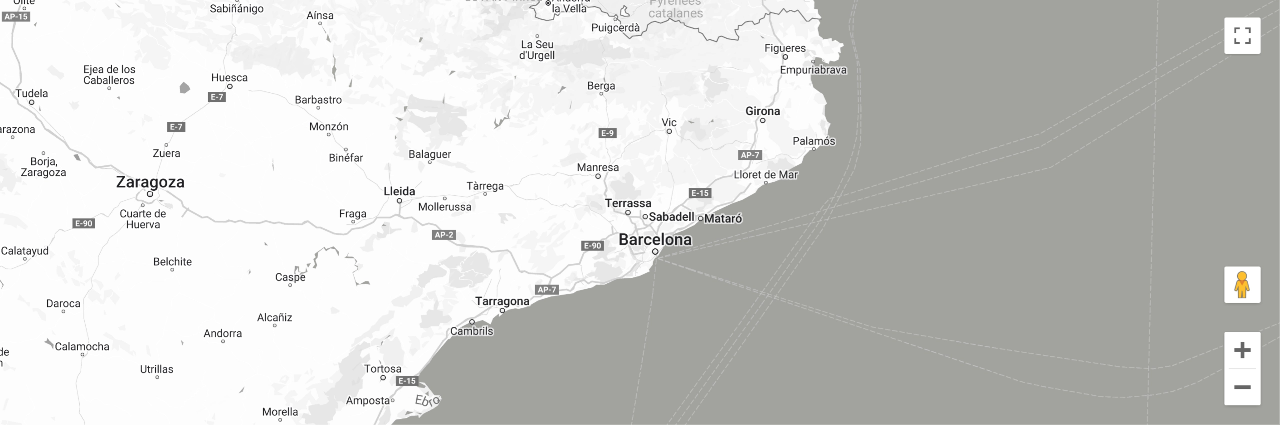 Olite
AP-15
Sabiñánigo
Aínsa
Andorra
la Vella
Puigcerdà
Pyrénées
catalanes
La Seu
d'Urgell
Figueres
Empuriabrava
Ejea de los
Caballeros
Huesca
E-7
Tudela
Barbastro
Berga
Girona
Vic
E-7
Monzón
E-9
Palamós
Zuera
Binéfar
Balaguer
AP-7
Borja,
Zaragoza
Manresa
Lloret de Mar
Zaragoza
Lleida
Tàrrega
E-15
Mollerussa
Terrassa
Sabadell
Mataró
Cuarte de
Huerva
Fraga
E-90
AP-2
Barcelona
E-90
Calatayud
Belchite
Caspe
AP-7
Tarragona
Daroca
Alcañiz
Cambrils
Andorra
Calamocha
Utrillas
Tortosa
E-15
Amposta
Ebro
Morella